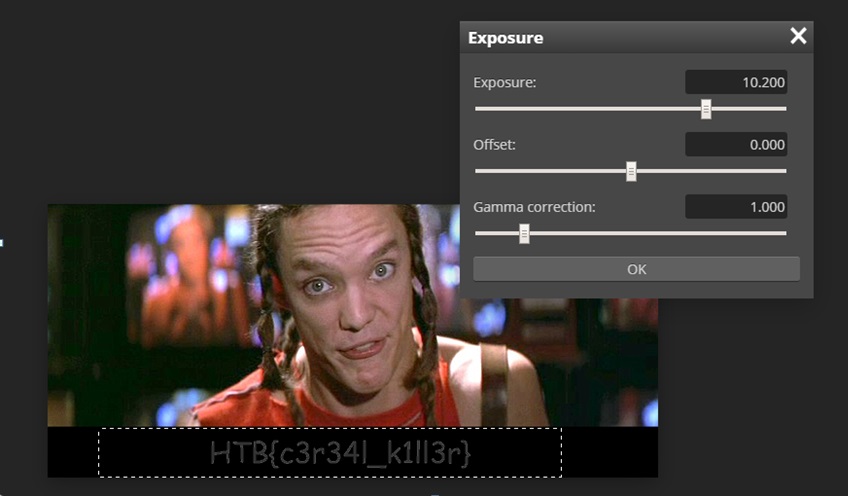 Exposure
Exposure: 10.200
Offset: 0.000
Gamma correction: 1.000
OK
HTB{c3r34l_k1ll3r}